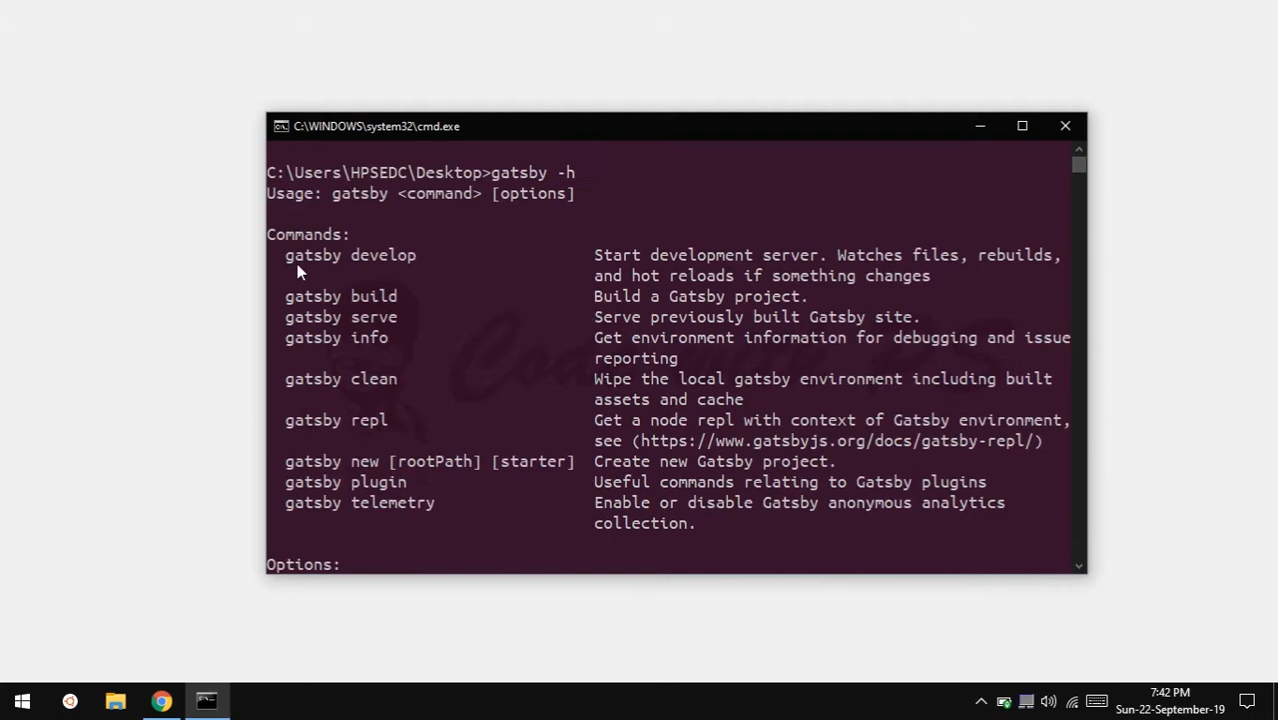 C:\WINDOWS\system32\cmd.exe
C:\Users\HPSEDC\Desktop>gatsby -h
Usage: gatsby <command> [options]
Commands:
gatsby develop Start development server. Watches files, rebuilds,
and hot reloads if something changes
gatsby build Build a Gatsby project.
gatsby serve Serve previously built Gatsby site.
gatsby info Get environment information for debugging and issue
reporting
gatsby clean Wipe the local gatsby environment including built
assets and cache
gatsby repl Get a node repl with context of Gatsby environment,
see (https://www.gatsbyjs.org/docs/gatsby-repl/)
gatsby new [rootPath] [starter] Create new Gatsby project.
gatsby plugin Useful commands relating to Gatsby plugins
gatsby telemetry Enable or disable Gatsby anonymous analytics
collection.
Options:
7:42 PM
Sun-22-September-19